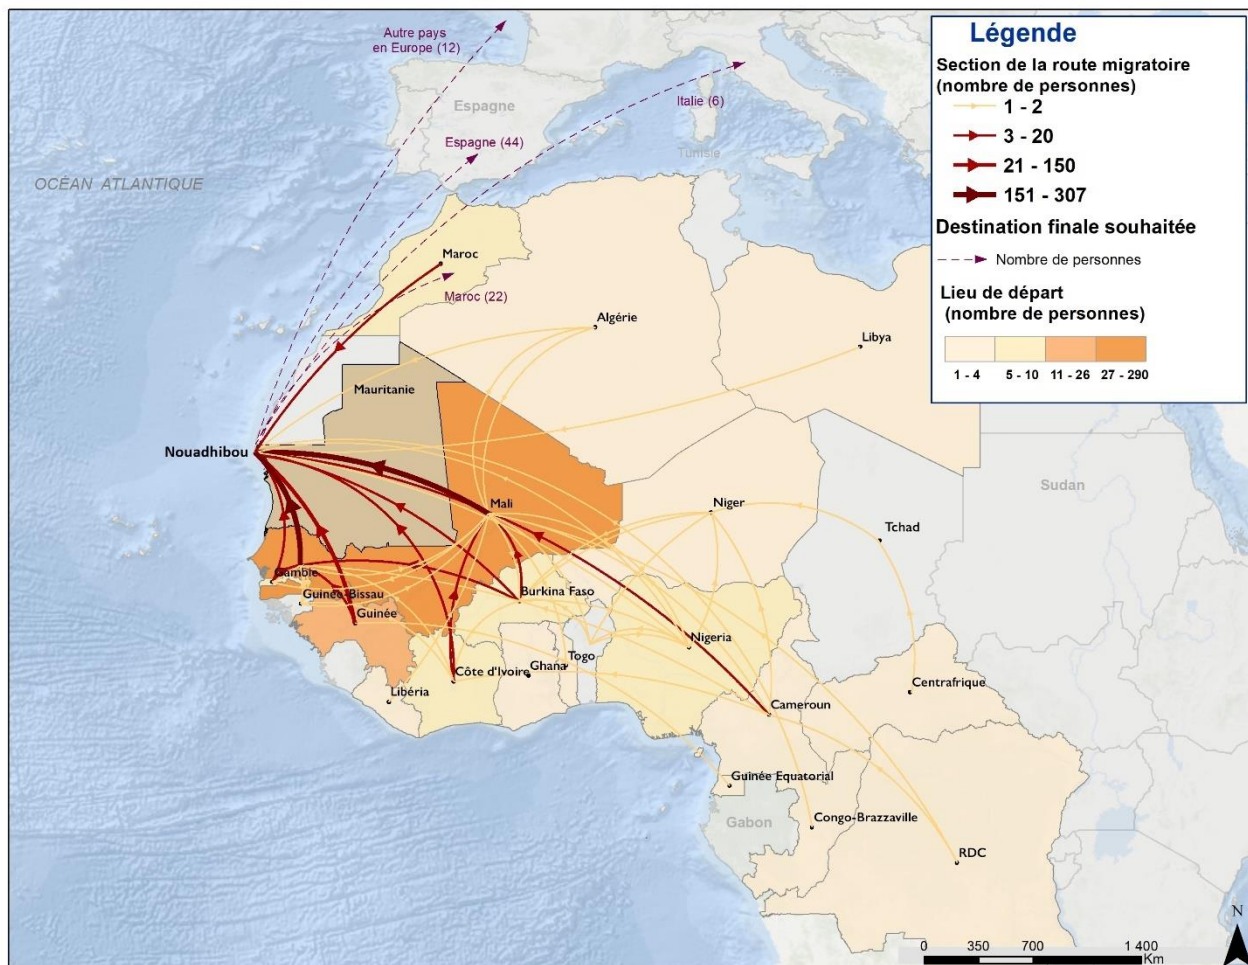 Autre pays
en Europe (12)
Légende
Section de la route migratoire
(nombre de personnes)
1 - 2
3 - 20
21 - 150
151 - 307
Destination finale souhaitée
Nombre de personnes
Lieu de départ
(nombre de personnes)
1 - 4
5 - 10
11 - 26
27 - 290
Espagne
Italie (6)
Espagne (44)
Tunisie
OCÉAN ATLANTIQUE
Maroc
Maroc (22)
Algérie
Libya
Mauritanie
Nouadhibou
Sudan
Mali
Niger
Tchad
Gambie
Guinée-Bissau
Burkina Faso
Guinée
Nigeria
Togo
Ghana
Côte d'Ivoire
Libéria
Centrafrique
Cameroun
Guinée Equatorial
Gabon
Congo-Brazzaville
RDC
N
0 350 700 1 400
Km